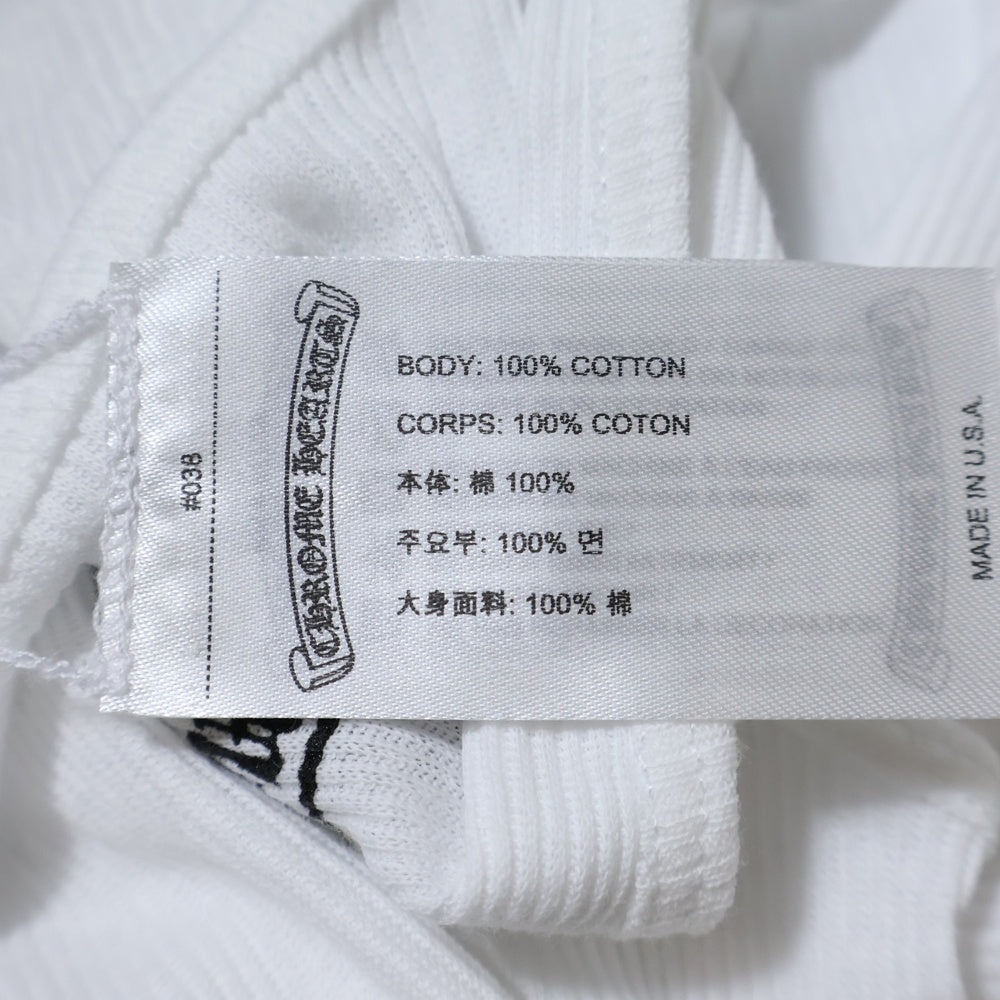 #038
CHROME HEARTS
BODY: 100% COTTON
CORPS: 100% COTON
本体: 棉 100%
주요부: 100% 면
大身面料: 100% 棉
MADE IN U.S.A.